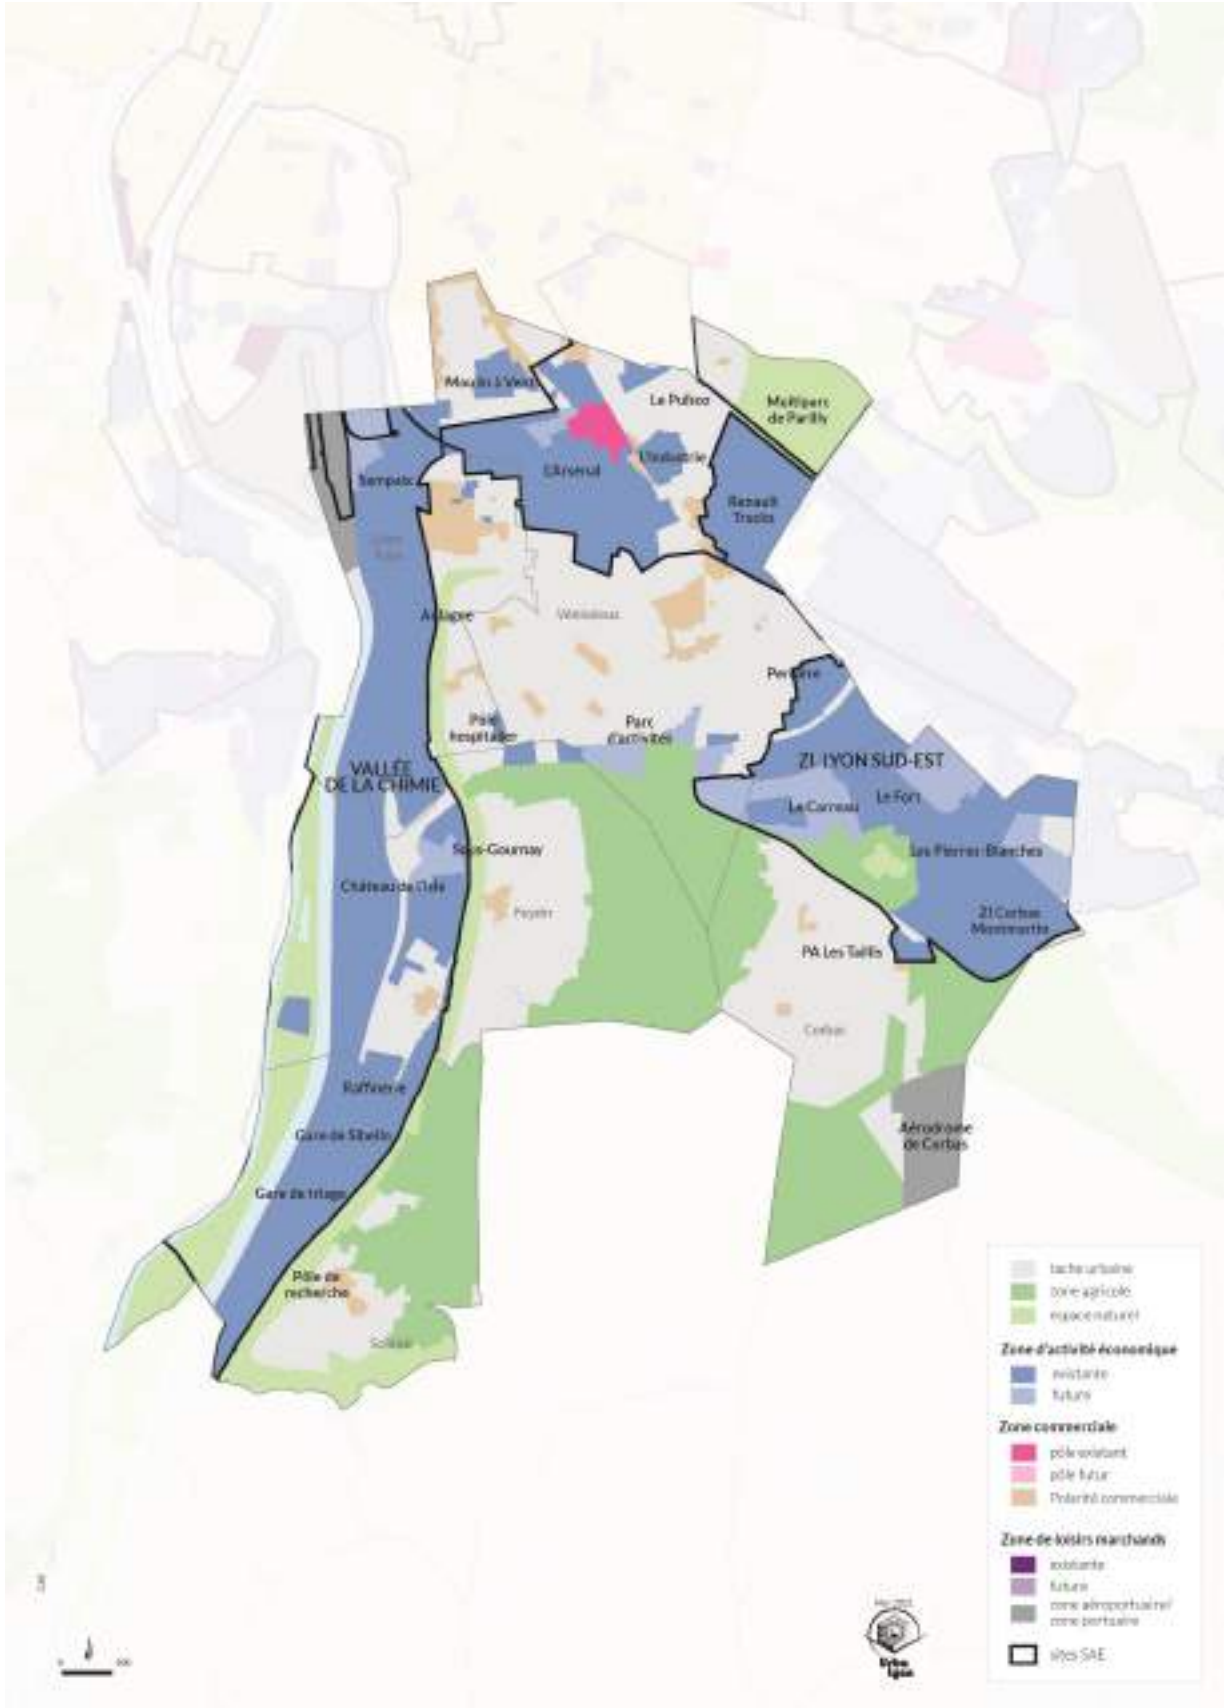 Moulin à Vent
Le Puisoz
Multiparc
de Parilly
L'Arsenal
L'Industrie
Sampaix
Renault
Trucks
Aulagne
Vénissieux
Pôle
hospitalier
Parc
d'activités
VALLÉE
DE LA CHIMIE
ZI LYON SUD-EST
Le Carreau
Le Fort
Sous-Gournay
Les Pierres-Blanches
Château de l'Isle
Feyzin
ZI Corbas
Montmartin
PA Les Taillis
Corbas
Raffinerie
Gare de Sibelin
Aérodrome
de Corbas
Gare de triage
Pôle de
recherche
Solaize
tache urbaine
zone agricole
espace naturel
Zone d'activité économique
existante
future
Zone commerciale
pôle existant
pôle futur
Polarité commerciale
Zone de loisirs marchands
existante
future
zone aéroportuaire/
zone portuaire
sites SAE
Urba
Lyon
0